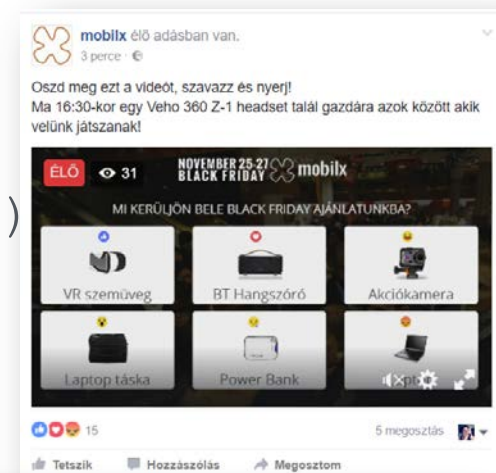 mobilx élő adásban van.
3 perce
Oszd meg ezt a videót, szavazz és nyerj!
Ma 16:30-kor egy Veho 360 Z-1 headset talál gazdára azok között akik
velünk játszanak!
ÉLŐ 31 NOVEMBER 25-27
BLACK FRIDAY mobilx
MI KERÜLJÖN BELE BLACK FRIDAY AJÁNLATUNKBA?
VR szemüveg BT Hangszóró Akciókamera
Laptop táska Power Bank
15 5 megosztás
Tetszik Hozzászólás Megosztom
)